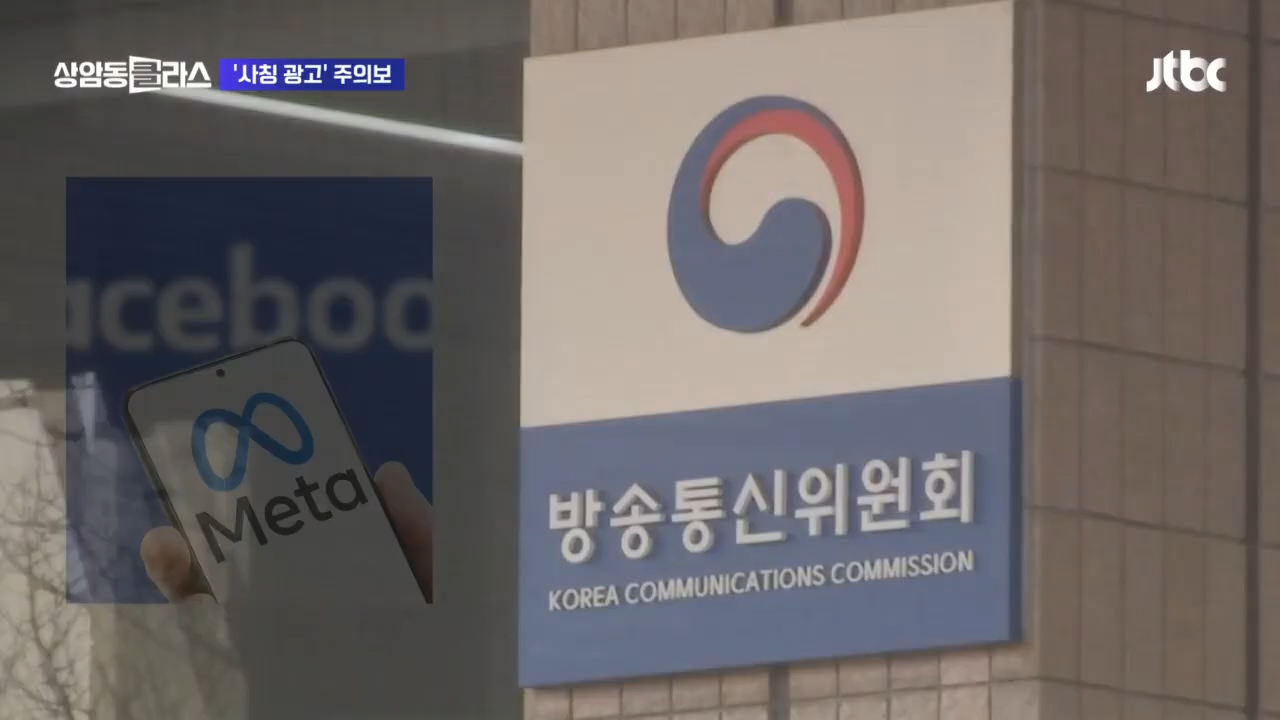 상암동클라스 '사칭 광고' 주의보
jtbc
aceboo
Meta
방송통신위원회
KOREA COMMUNICATIONS COMMISSION